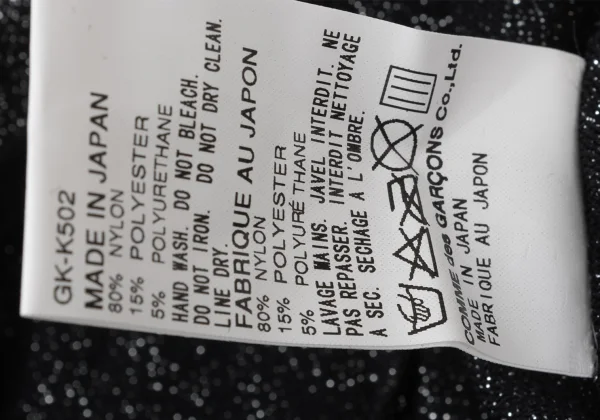 GK-K502
MADE IN JAPAN
80% NYLON
15% POLYESTER
5% POLYURETHANE
HAND WASH. DO NOT BLEACH.
DO NOT IRON. DO NOT DRY CLEAN.
LINE DRY.
FABRIQUE AU JAPON
80% NYLON
15% POLYESTER
5% POLYURÉTHANE
LAVAGE MAINS. JAVEL INTERDIT. NE
PAS REPASSER. INTERDIT NETTOYAGE
A SEC. SECHAGE A L'OMBRE.
COMME des GARÇONS Co.,Ltd.
MADE IN JAPAN
FABRIQUE AU JAPON